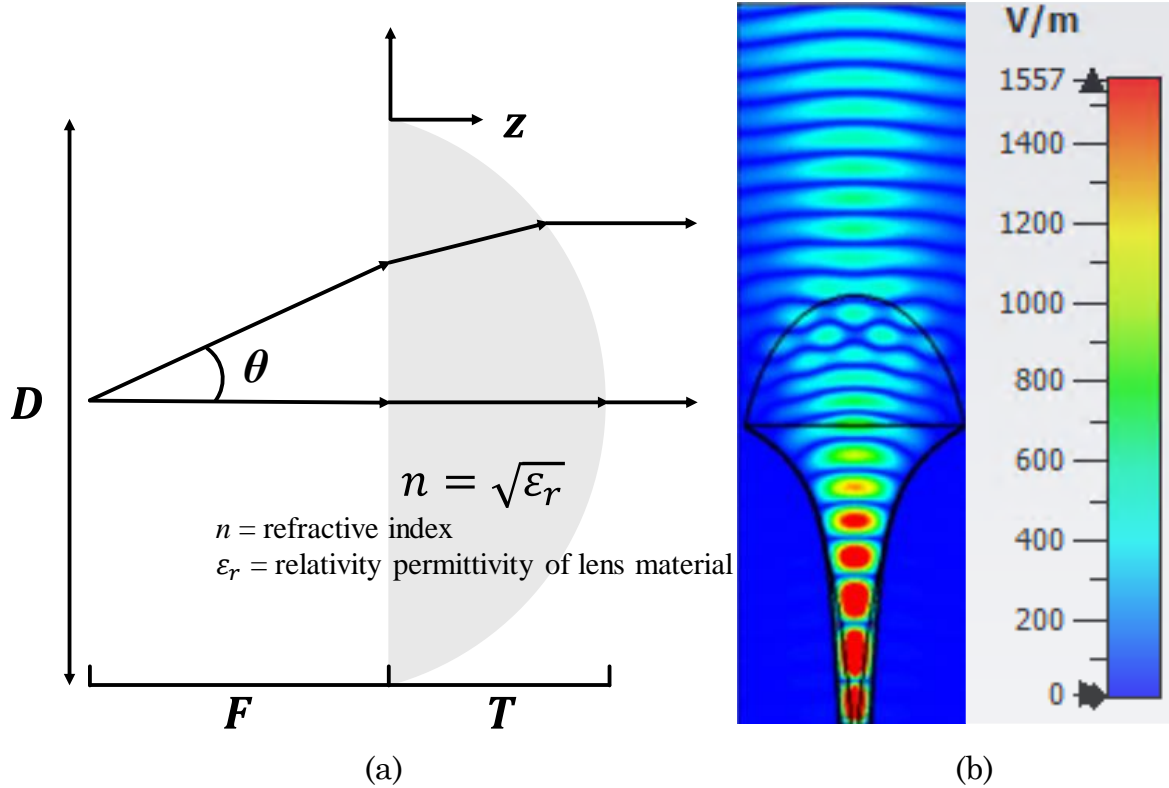 z
θ
D
n = √εᵣ
n = refractive index
εᵣ = relativity permittivity of lens material
F
T
(a)
V/m
1557
1400
1200
1000
800
600
400
200
0
(b)